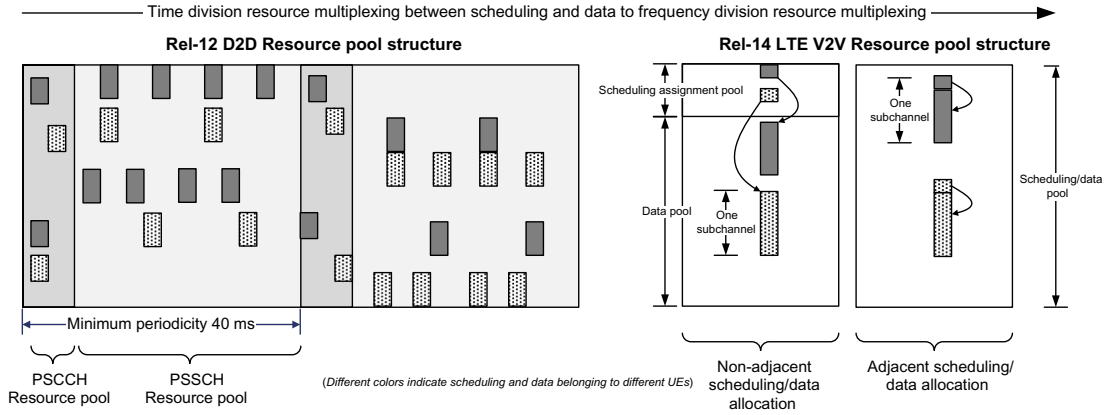 Time division resource multiplexing between scheduling and data to frequency division resource multiplexing
Rel-12 D2D Resource pool structure
Rel-14 LTE V2V Resource pool structure
Scheduling assignment pool
One
subchannel
Data pool
One
subchannel
Scheduling/data
pool
Minimum periodicity 40 ms
PSCCH
Resource pool
PSSCH
Resource pool
(Different colors indicate scheduling and data belonging to different UEs)
Non-adjacent
scheduling/data
allocation
Adjacent scheduling/
data allocation